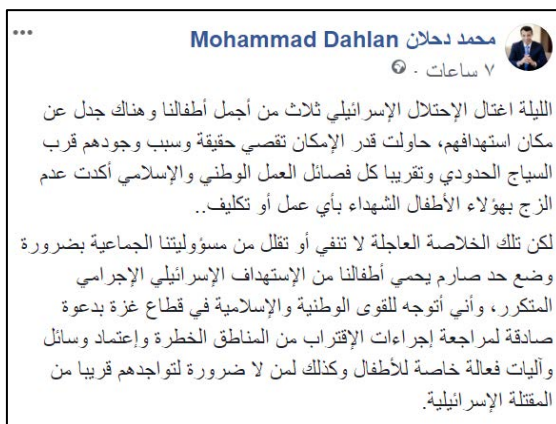 محمد دحلان Mohammad Dahlan
٧ ساعات ·
الليلة اغتال الإحتلال الإسرائيلي ثلاث من أجمل أطفالنا وهناك جدل عن
مكان استهدافهم، حاولت قدر الإمكان تقصي حقيقة وسبب وجودهم قرب
السياج الحدودي وتقريبا كل فصائل العمل الوطني والإسلامي أكدت عدم
الزج بهؤلاء الأطفال الشهداء بأي عمل أو تكليف..
لكن تلك الخلاصة العاجلة لا تنفي أو تقلل من مسؤوليتنا الجماعية بضرورة
وضع حد صارم يحمي أطفالنا من الإستهداف الإسرائيلي الإجرامي
المتكرر، وأني أتوجه للقوى الوطنية والإسلامية في قطاع غزة بدعوة
صادقة لمراجعة إجراءات الإقتراب من المناطق الخطرة وإعتماد وسائل
وآليات فعالة خاصة للأطفال وكذلك لمن لا ضرورة لتواجدهم قريبا من
المقتلة الإسرائيلية.